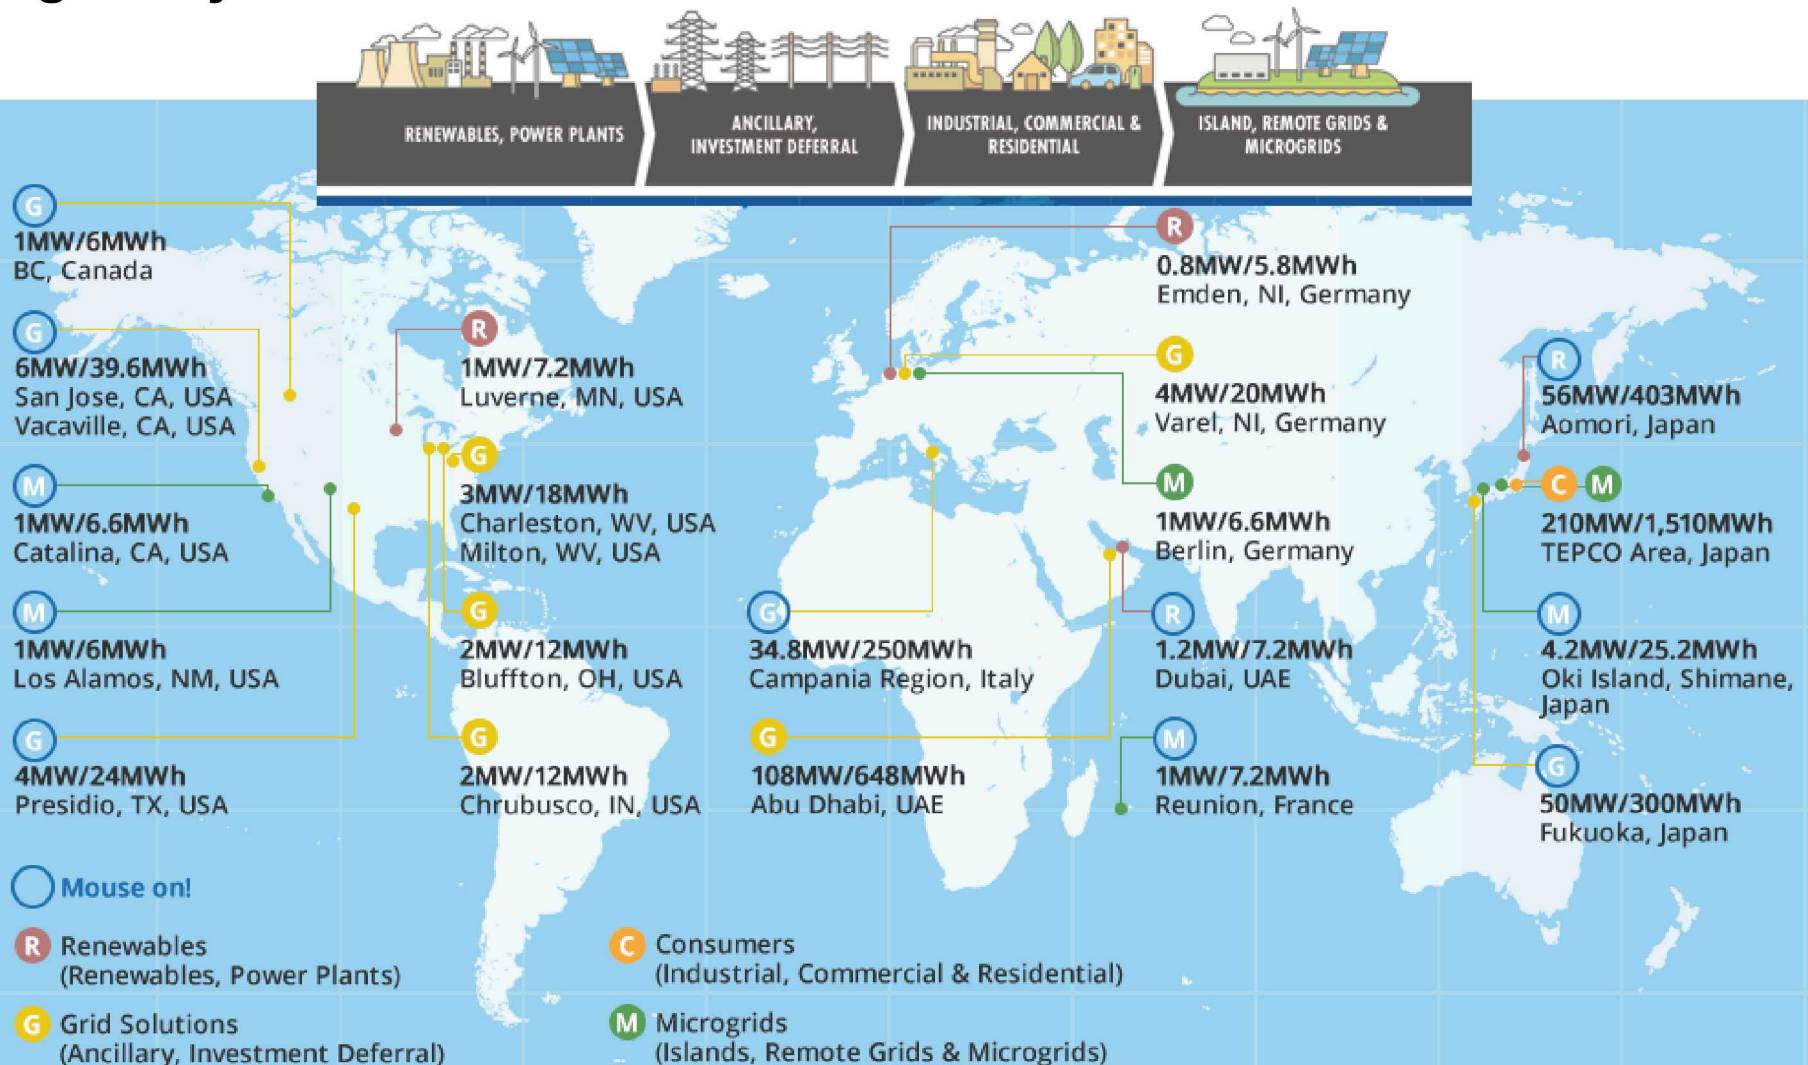 RENEWABLES, POWER PLANTS
ANCILLARY,
INVESTMENT DEFERRAL
INDUSTRIAL, COMMERCIAL &
RESIDENTIAL
ISLAND, REMOTE GRIDS &
MICROGRIDS
G
1MW/6MWh
BC, Canada
G
6MW/39.6MWh
San Jose, CA, USA
Vacaville, CA, USA
M
1MW/6.6MWh
Catalina, CA, USA
M
1MW/6MWh
Los Alamos, NM, USA
G
4MW/24MWh
Presidio, TX, USA
R
1MW/7.2MWh
Luverne, MN, USA
G
3MW/18MWh
Charleston, WV, USA
Milton, WV, USA
G
2MW/12MWh
Bluffton, OH, USA
G
2MW/12MWh
Chrubusco, IN, USA
G
34.8MW/250MWh
Campania Region, Italy
G
108MW/648MWh
Abu Dhabi, UAE
R
0.8MW/5.8MWh
Emden, NI, Germany
G
4MW/20MWh
Varel, NI, Germany
M
1MW/6.6MWh
Berlin, Germany
R
1.2MW/7.2MWh
Dubai, UAE
M
1MW/7.2MWh
Reunion, France
R
56MW/403MWh
Aomori, Japan
C M
210MW/1,510MWh
TEPCO Area, Japan
M
4.2MW/25.2MWh
Oki Island, Shimane,
Japan
G
50MW/300MWh
Fukuoka, Japan
Mouse on!
R Renewables
(Renewables, Power Plants)
G Grid Solutions
(Ancillary, Investment Deferral)
C Consumers
(Industrial, Commercial & Residential)
M Microgrids
(Islands, Remote Grids & Microgrids)